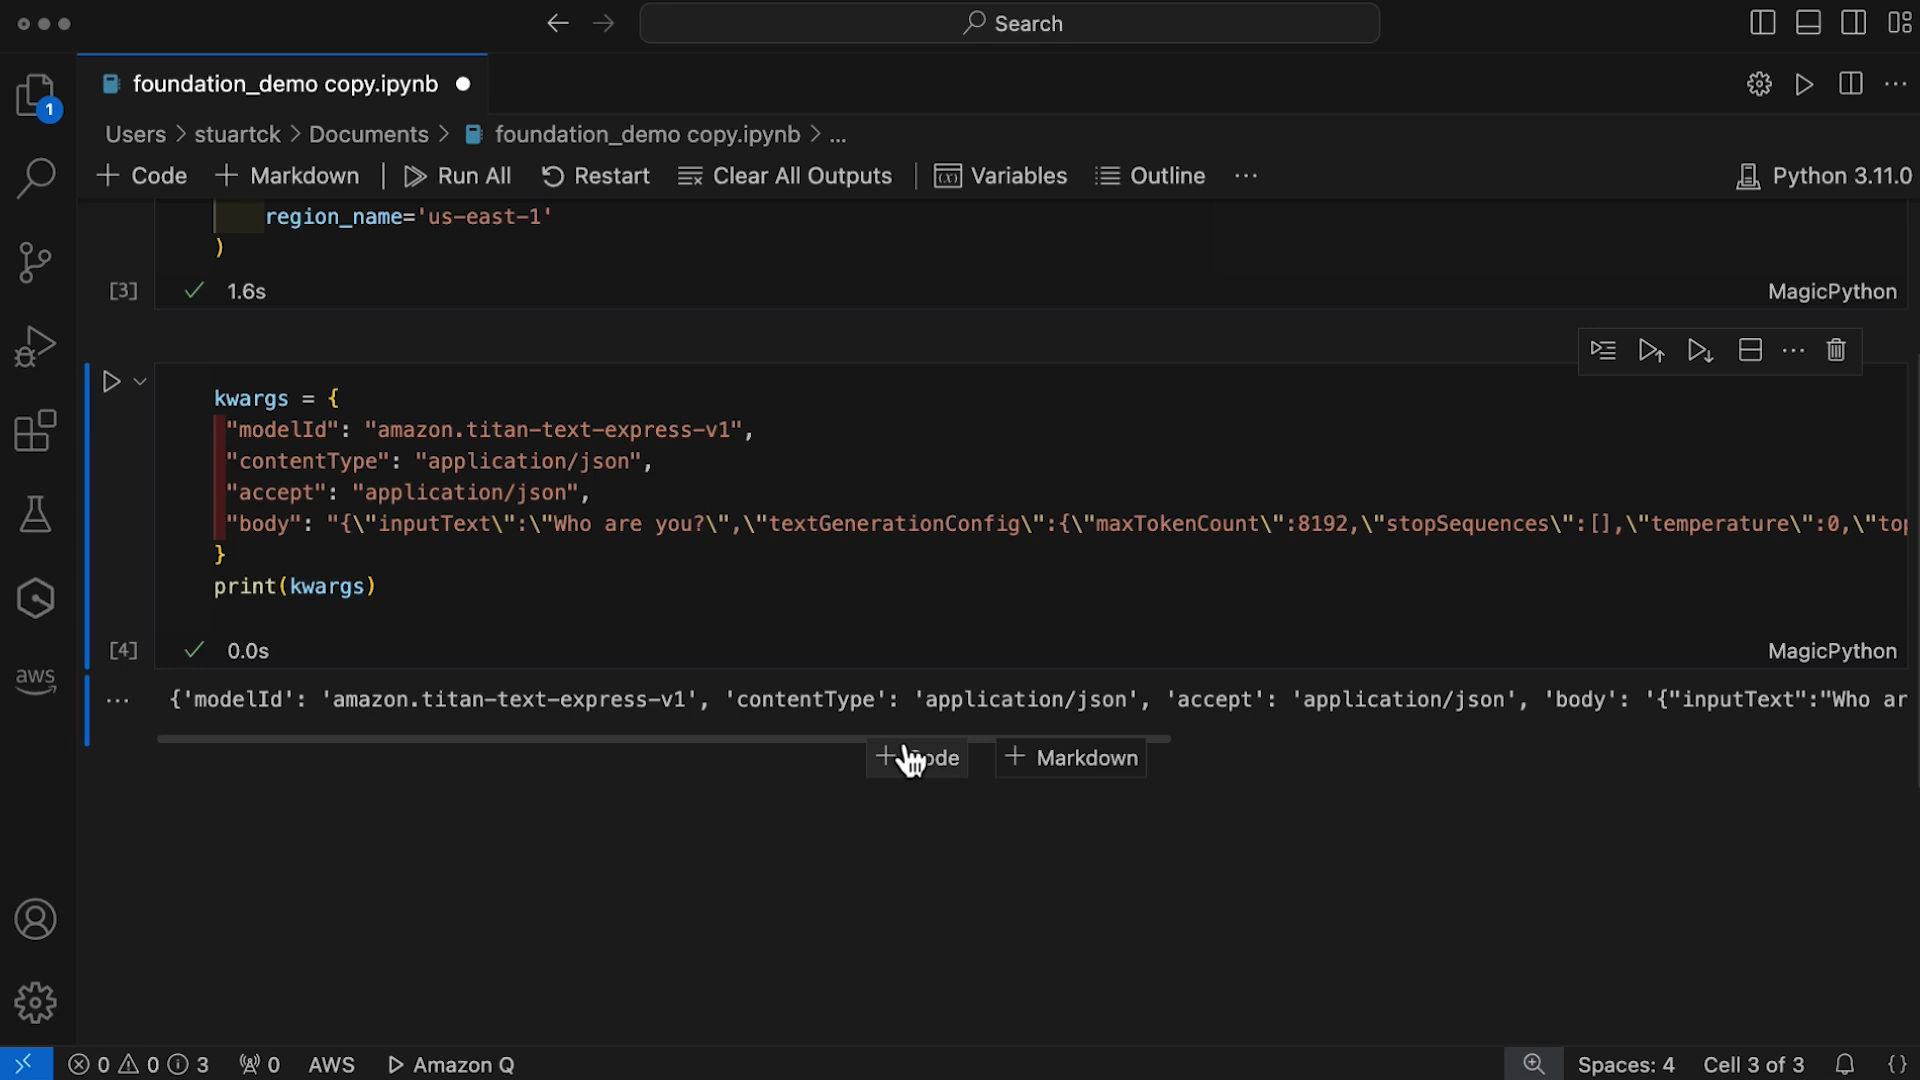 Search
foundation_demo copy.ipynb
1
Users > stuartck > Documents > foundation_demo copy.ipynb > ...
+ Code + Markdown | Run All Restart Clear All Outputs | Variables Outline ... Python 3.11.0
region_name='us-east-1'
)
[3] 1.6s MagicPython
kwargs = {
"modelId": "amazon.titan-text-express-v1",
"contentType": "application/json",
"accept": "application/json",
"body": "{\"inputText\":\"Who are you?\",\"textGenerationConfig\":{\"maxTokenCount\":8192,\"stopSequences\":[],\"temperature\":0,\"to
}
print(kwargs)
[4] 0.0s MagicPython
aws
... {'modelId': 'amazon.titan-text-express-v1', 'contentType': 'application/json', 'accept': 'application/json', 'body': '{"inputText":"Who ar
+ ode + Markdown
0 0 3 0 AWS Amazon Q Spaces: 4 Cell 3 of 3 {}